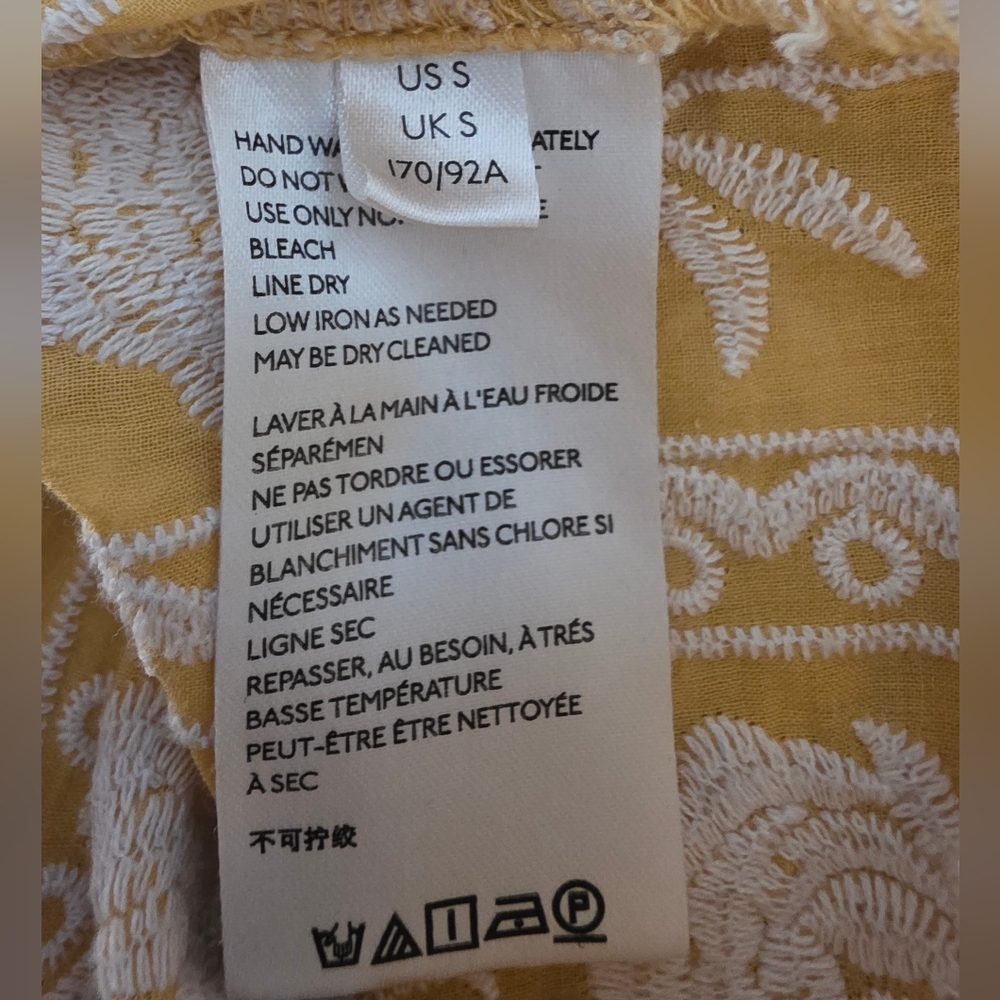 US S
UK S
170/92A
HAND ATELY
DO NOT
USE ONLY
BLEACH
LINE DRY
LOW IRON AS NEEDED
MAY BE DRY CLEANED
LAVER À LA MAIN À L'EAU FROIDE
SÉPARÉMEN
NE PAS TORDRE OU ESSORER
UTILISER UN AGENT DE
BLANCHIMENT SANS CHLORE SI
NÉCESSAIRE
LIGNE SEC
REPASSER, AU BESOIN, À TRÉS
BASSE TEMPÉRATURE
PEUT-ÊTRE ÊTRE NETTOYÉE
À SEC
不可拧绞
P